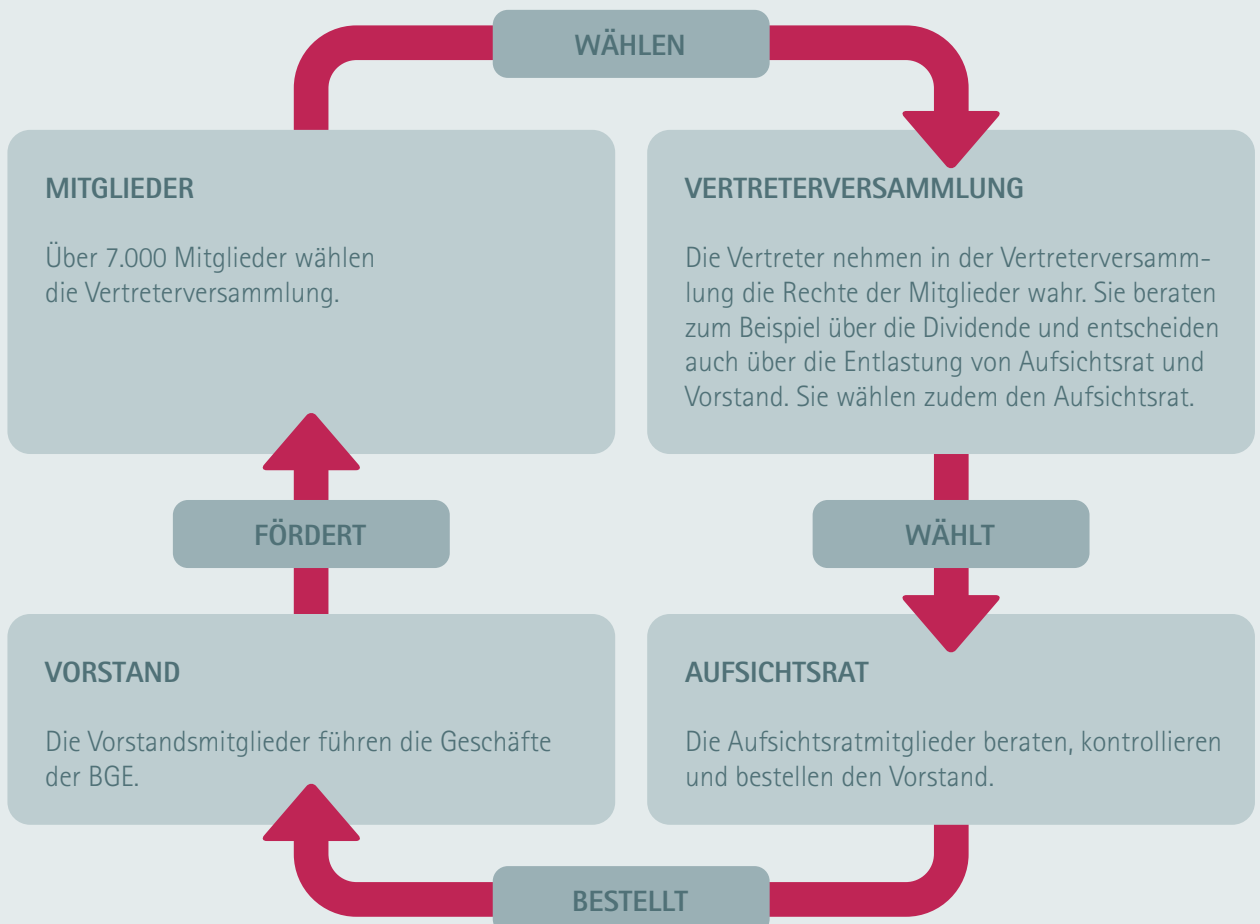 WÄHLEN
MITGLIEDER
Über 7.000 Mitglieder wählen
die Vertreterversammlung.
VERTRETERVERSAMMLUNG
Die Vertreter nehmen in der Vertreterversamm-
lung die Rechte der Mitglieder wahr. Sie beraten
zum Beispiel über die Dividende und entscheiden
auch über die Entlastung von Aufsichtsrat und
Vorstand. Sie wählen zudem den Aufsichtsrat.
FÖRDERT
WÄHLT
VORSTAND
Die Vorstandsmitglieder führen die Geschäfte
der BGE.
AUFSICHTSRAT
Die Aufsichtsratmitglieder beraten, kontrollieren
und bestellen den Vorstand.
BESTELLT